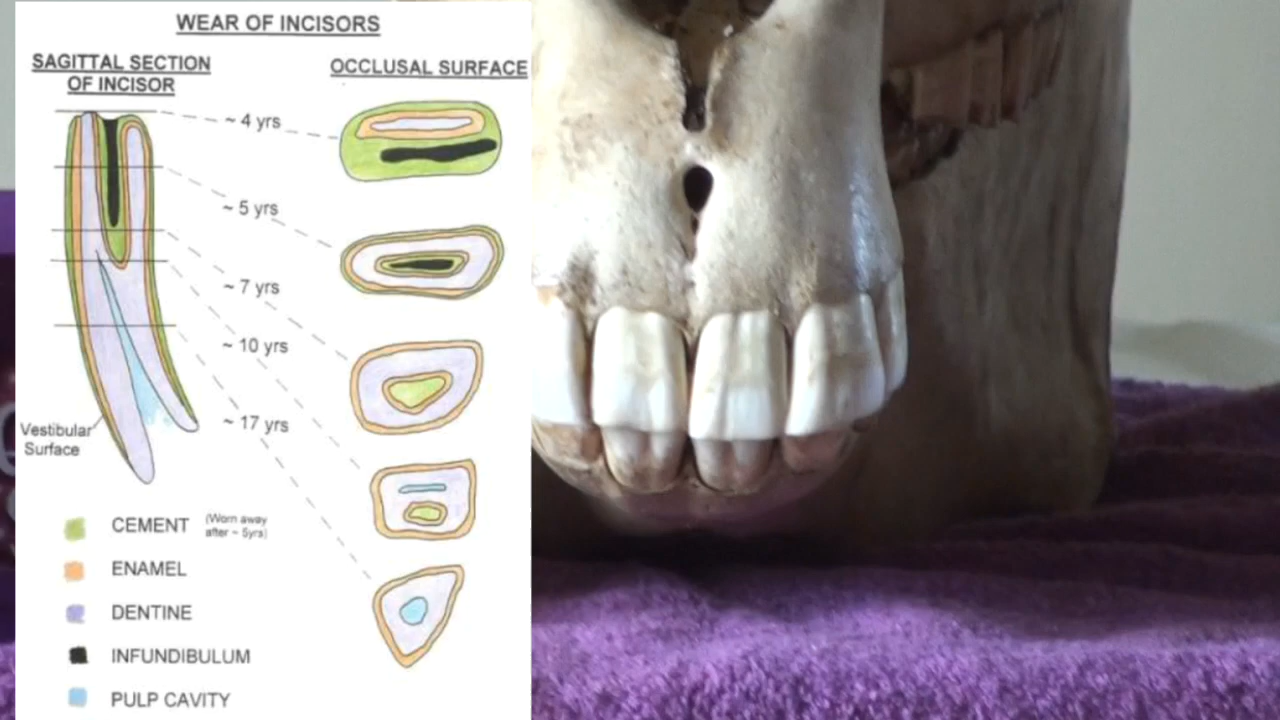 WEAR OF INCISORS
SAGITTAL SECTION
OF INCISOR
OCCLUSAL SURFACE
~ 4 yrs
~ 5 yrs
~ 7 yrs
~ 10 yrs
~ 17 yrs
Vestibular
Surface
CEMENT
(Worn away
after ~ 5yrs)
ENAMEL
DENTINE
INFUNDIBULUM
PULP CAVITY